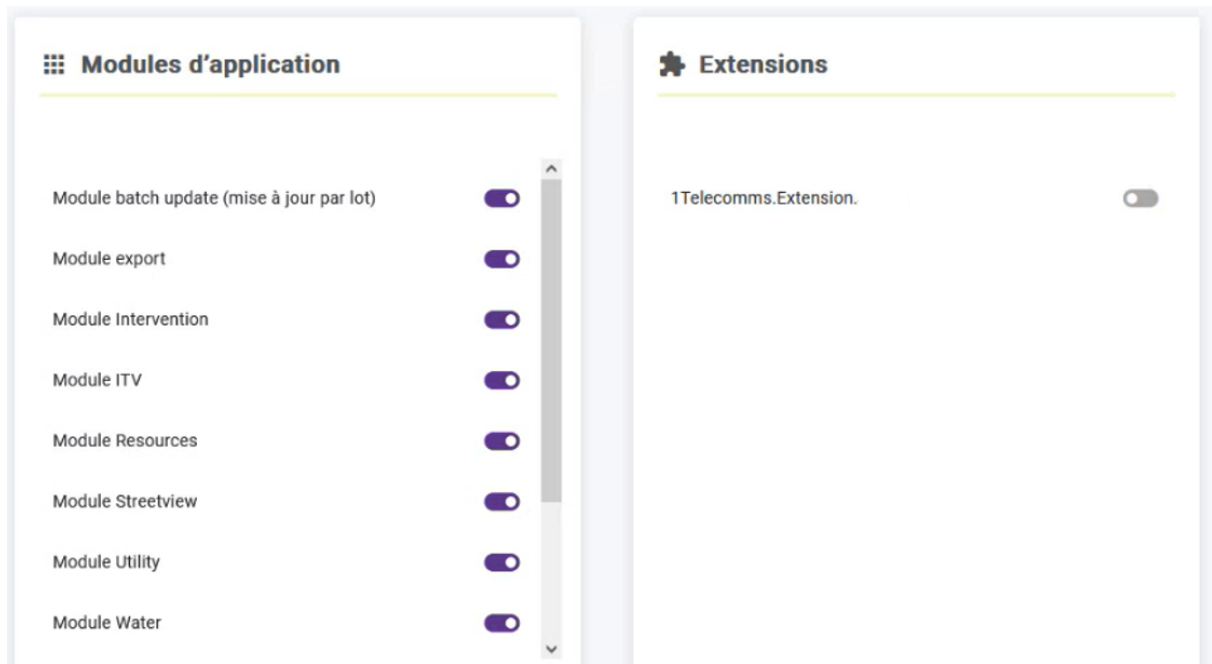 Modules d’application
Module batch update (mise à jour par lot)
Module export
Module Intervention
Module ITV
Module Resources
Module Streetview
Module Utility
Module Water
Extensions
1Telecomms.Extension.